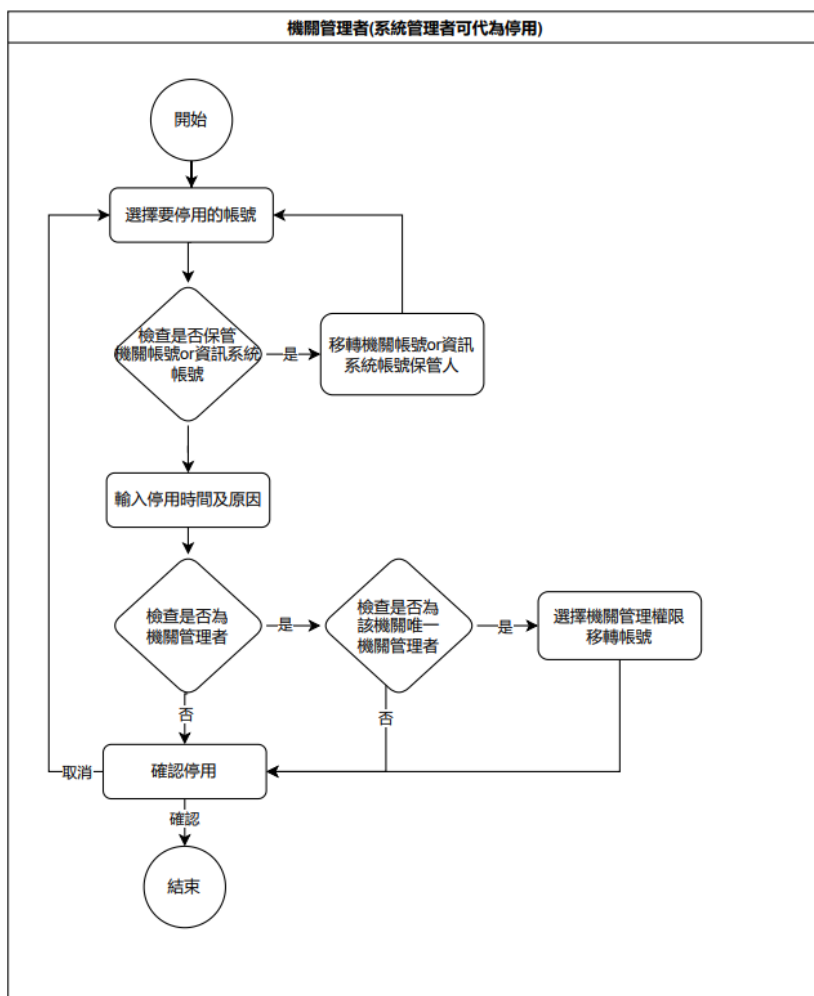 機關管理者(系統管理者可代為停用)
開始
選擇要停用的帳號
檢查是否保管
機關帳號or資訊系統
帳號
是
移轉機關帳號or資訊
系統帳號保管人
輸入停用時間及原因
檢查是否為
機關管理者
是
檢查是否為
該機關唯一
機關管理者
是
選擇機關管理權限
移轉帳號
否
否
取消
確認停用
確認
結束